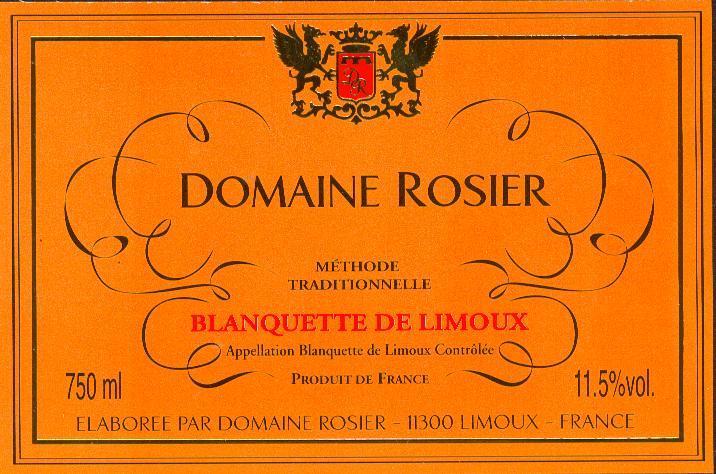 DR
DOMAINE ROSIER
MÉTHODE
TRADITIONNELLE
BLANQUETTE DE LIMOUX
Appellation Blanquette de Limoux Contrôlée
PRODUIT DE FRANCE
750 ml
11.5%vol.
ELABOREE PAR DOMAINE ROSIER - 11300 LIMOUX - FRANCE